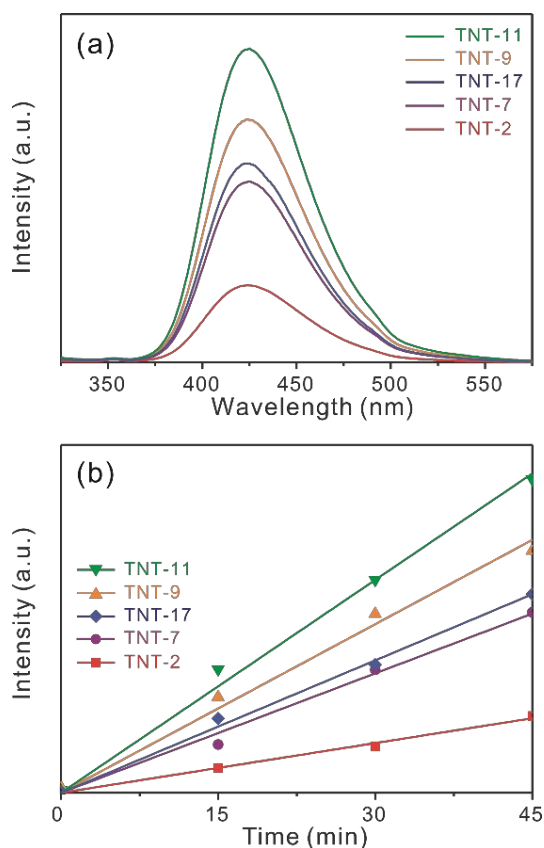 (a)
TNT-11
TNT-9
TNT-17
TNT-7
TNT-2
Intensity (a.u.)
350 400 450 500 550
Wavelength (nm)
(b)
TNT-11
TNT-9
TNT-17
TNT-7
TNT-2
Intensity (a.u.)
0 15 30 45
Time (min)